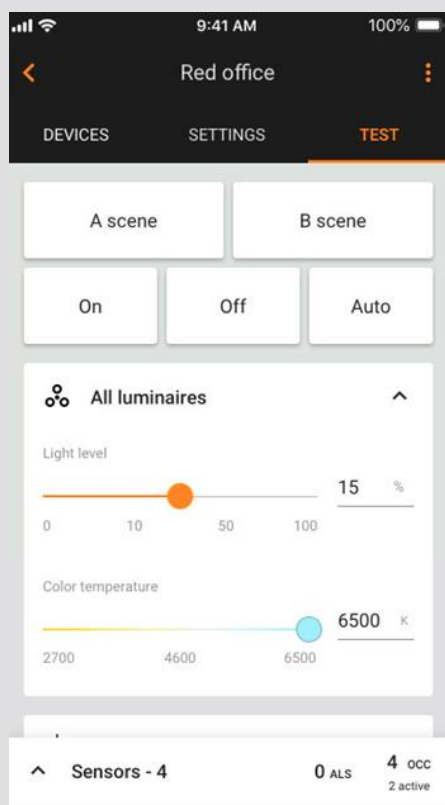 9:41 AM 100%
Red office
DEVICES SETTINGS TEST
A scene B scene
On Off Auto
All luminaires
Light level
15 %
0 10 50 100
Color temperature
6500 K
2700 4600 6500
Sensors - 4 0 ALS 4 OCC
2 active